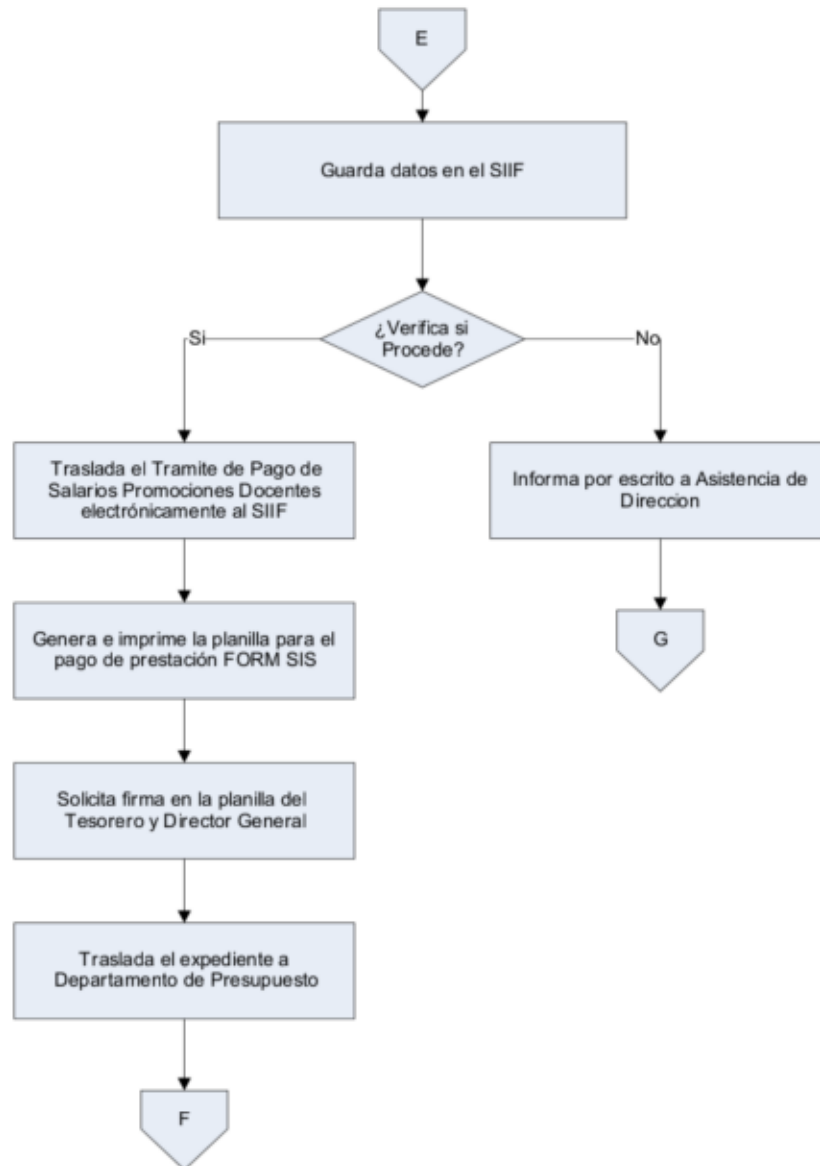 E
Guarda datos en el SIIF
¿Verifica si
Procede?
Si
No
Traslada el Tramite de Pago de
Salarios Promociones Docentes
electrónicamente al SIIF
Informa por escrito a Asistencia de
Direccion
Genera e imprime la planilla para el
pago de prestación FORM SIS
G
Solicita firma en la planilla del
Tesorero y Director General
Traslada el expediente a
Departamento de Presupuesto
F